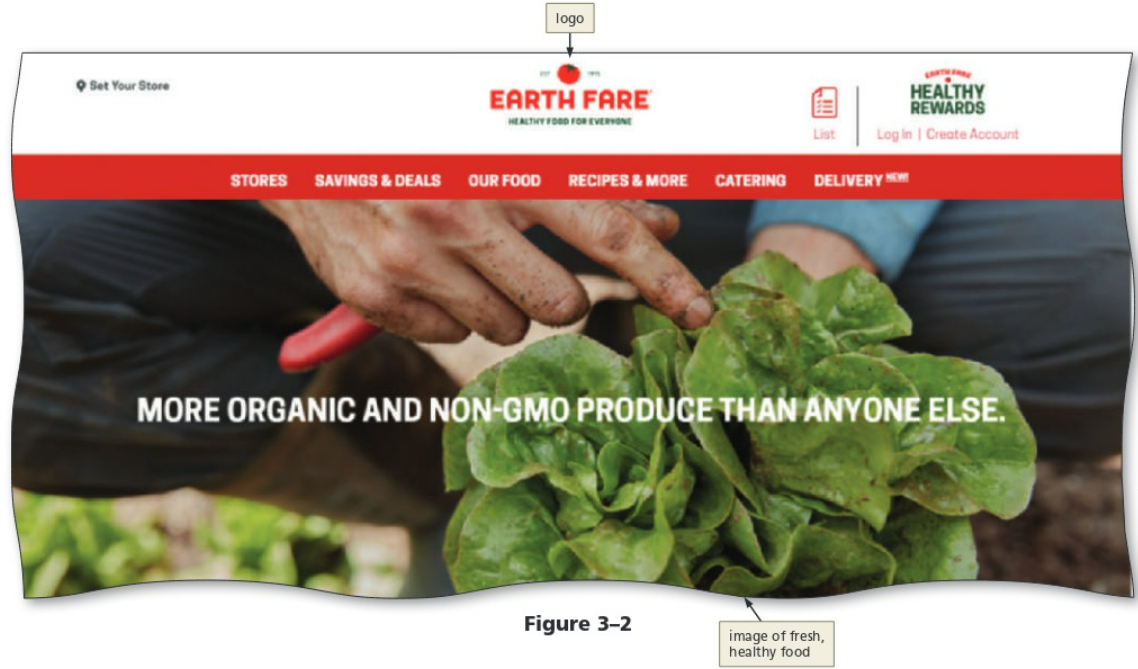 logo
Set Your Store
EST 1975
EARTH FARE
HEALTHY FOOD FOR EVERYONE
List
EARTH FARE
HEALTHY
REWARDS
Log In | Create Account
STORES SAVINGS & DEALS OUR FOOD RECIPES & MORE CATERING DELIVERY NEW!
MORE ORGANIC AND NON-GMO PRODUCE THAN ANYONE ELSE.
Figure 3–2
image of fresh,
healthy food